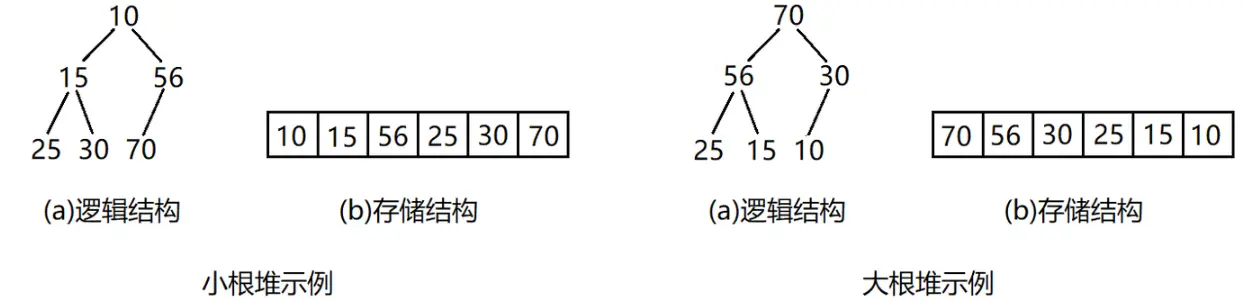 10
15 56
25 30 70
10 15 56 25 30 70
(a)逻辑结构
(b)存储结构
小根堆示例
70
56 30
25 15 10
70 56 30 25 15 10
(a)逻辑结构
(b)存储结构
大根堆示例